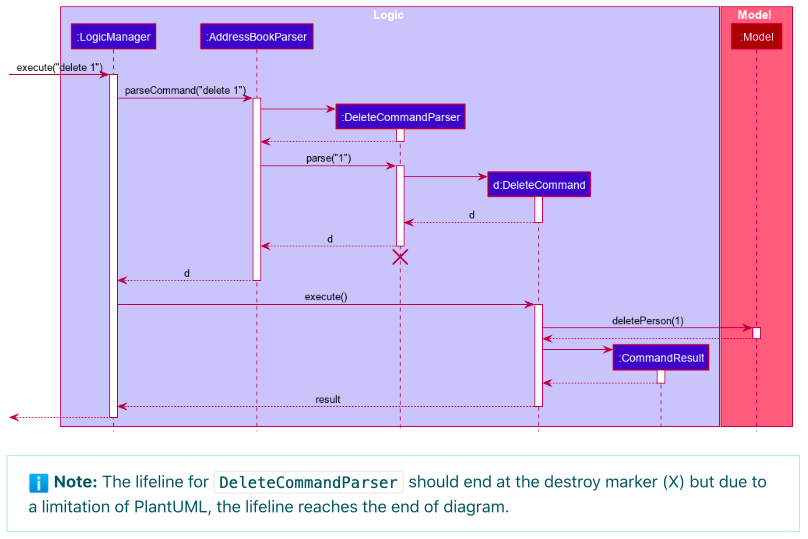 Logic
Model
:LogicManager
:AddressBookParser
:Model
execute("delete 1")
parseCommand("delete 1")
:DeleteCommandParser
parse("1")
d:DeleteCommand
d
d
d
execute()
deletePerson(1)
:CommandResult
result
Note: The lifeline for DeleteCommandParser should end at the destroy marker (X) but due to
a limitation of PlantUML, the lifeline reaches the end of diagram.